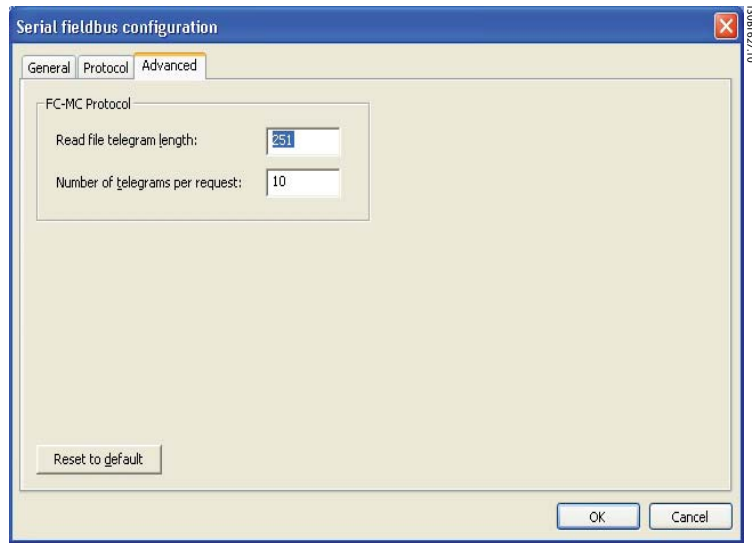 Serial fieldbus configuration
General Protocol Advanced
FC-MC Protocol
Read file telegram length: 251
Number of telegrams per request: 10
Reset to default
OK Cancel